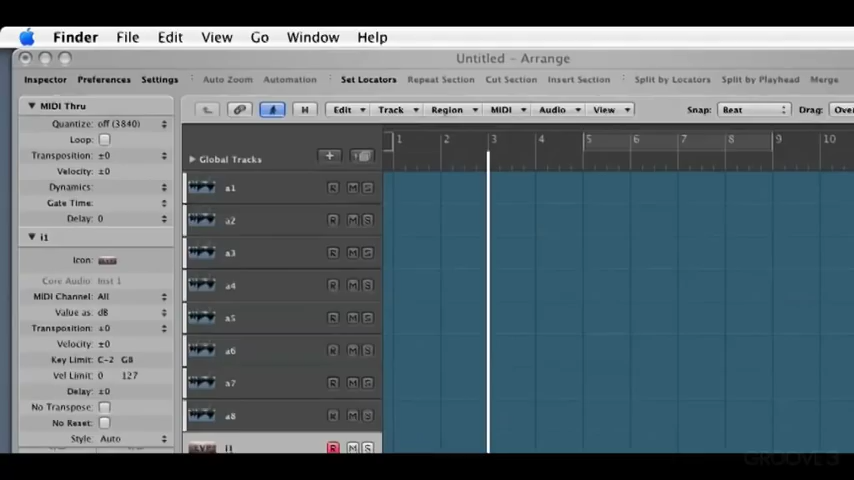 Finder File Edit View Go Window Help
Untitled – Arrange
Inspector Preferences Settings Auto Zoom Automation Set Locators Repeat Section Cut Section Insert Section Split by Locators Split by Playhead Merge
MIDI Thru Edit Track Region MIDI Audio View Snap: Beat Drag: Over
Quantize: off (3840)
Loop:
1 2 3 4 5 6 7 8 9 10
Transposition: ±0
Global Tracks
Velocity: ±0
Dynamics:
a1
Gate Time:
Delay: 0
a2
i1
a3
Icon:
Core Audio: Inst 1
a4
MIDI Channel: All
Value as: dB
a5
Transposition: ±0
Velocity: ±0
a6
Key Limit: C-2 G8
Vel Limit: 0 127
a7
Delay: ±0
No Transpose:
a8
No Reset:
Style: Auto
i1
R M S
GROOVE 3